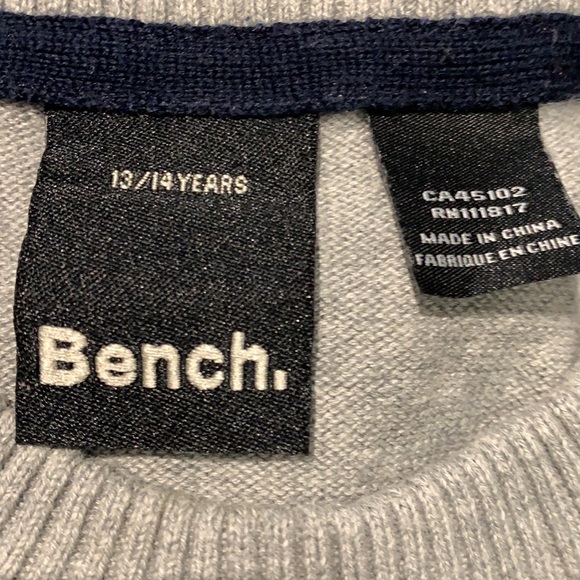 13/14 YEARS
Bench.
CA45102
RN111817
MADE IN CHINA
FABRIQUE EN CHINE